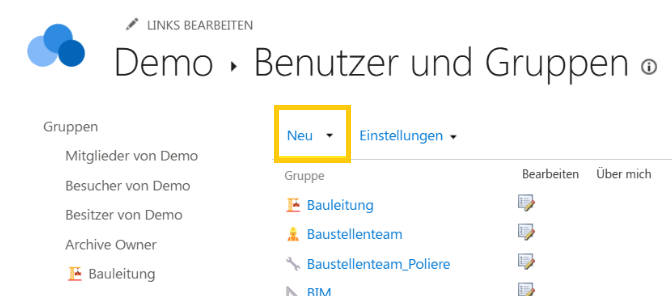 LINKS BEARBEITEN
Demo ▸ Benutzer und Gruppen
Gruppen
Mitglieder von Demo
Besucher von Demo
Besitzer von Demo
Archive Owner
Bauleitung
Neu Einstellungen
Gruppe Bearbeiten Über mich
Bauleitung
Baustellenteam
Baustellenteam_Poliere
BIM